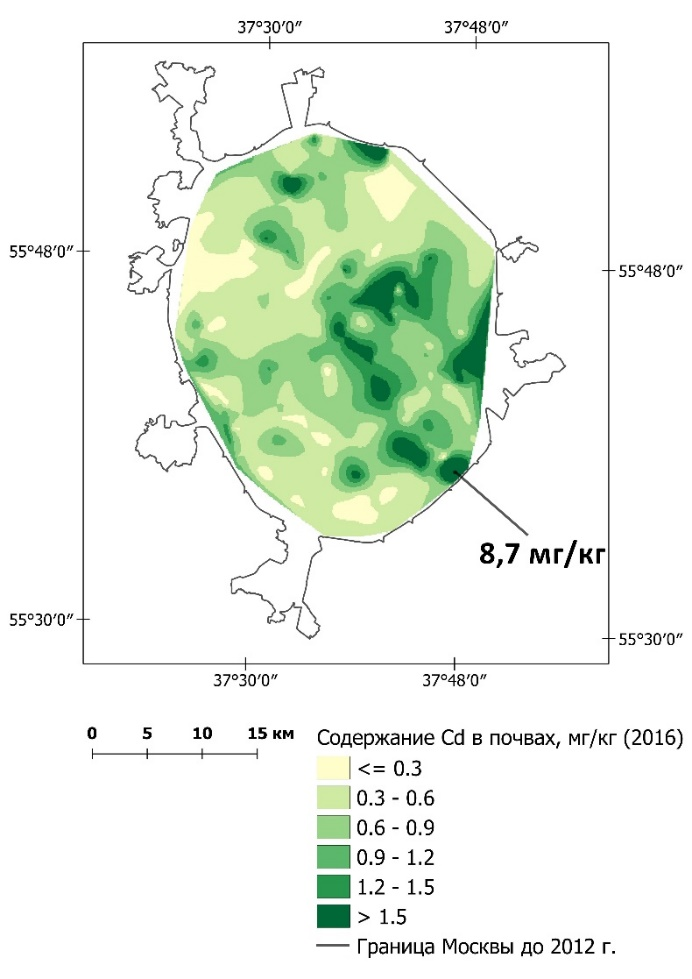 37°30′0″ 37°48′0″
55°48′0″
55°48′0″
8,7 мг/кг
55°30′0″
55°30′0″
37°30′0″ 37°48′0″
0 5 10 15 км
Содержание Cd в почвах, мг/кг (2016)
<= 0.3
0.3 - 0.6
0.6 - 0.9
0.9 - 1.2
1.2 - 1.5
> 1.5
Граница Москвы до 2012 г.